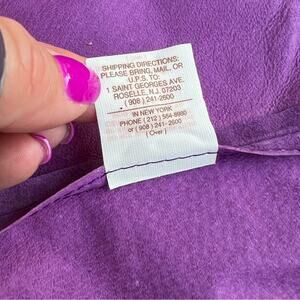 SHIPPING DIRECTIONS:
PLEASE BRING, MAIL, OR
U.P.S. TO:
1 SAINT GEORGES AVE.
ROSELLE, N.J. 07203
(908) 241-2600
IN NEW YORK
PHONE (212) 564-8980
or (908) 241-2600
(Over)